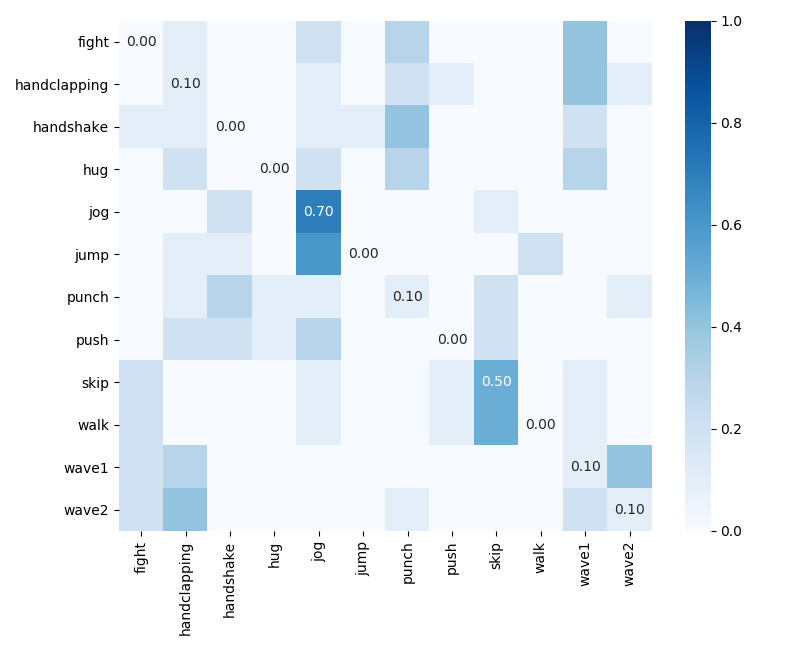 fight 0.00
handclapping 0.10
handshake 0.00
hug 0.00
jog 0.70
jump 0.00
punch 0.10
push 0.00
skip 0.50
walk 0.00
wave1 0.10
wave2 0.10
fight
handclapping
handshake
hug
jog
jump
punch
push
skip
walk
wave1
wave2
1.0
0.8
0.6
0.4
0.2
0.0